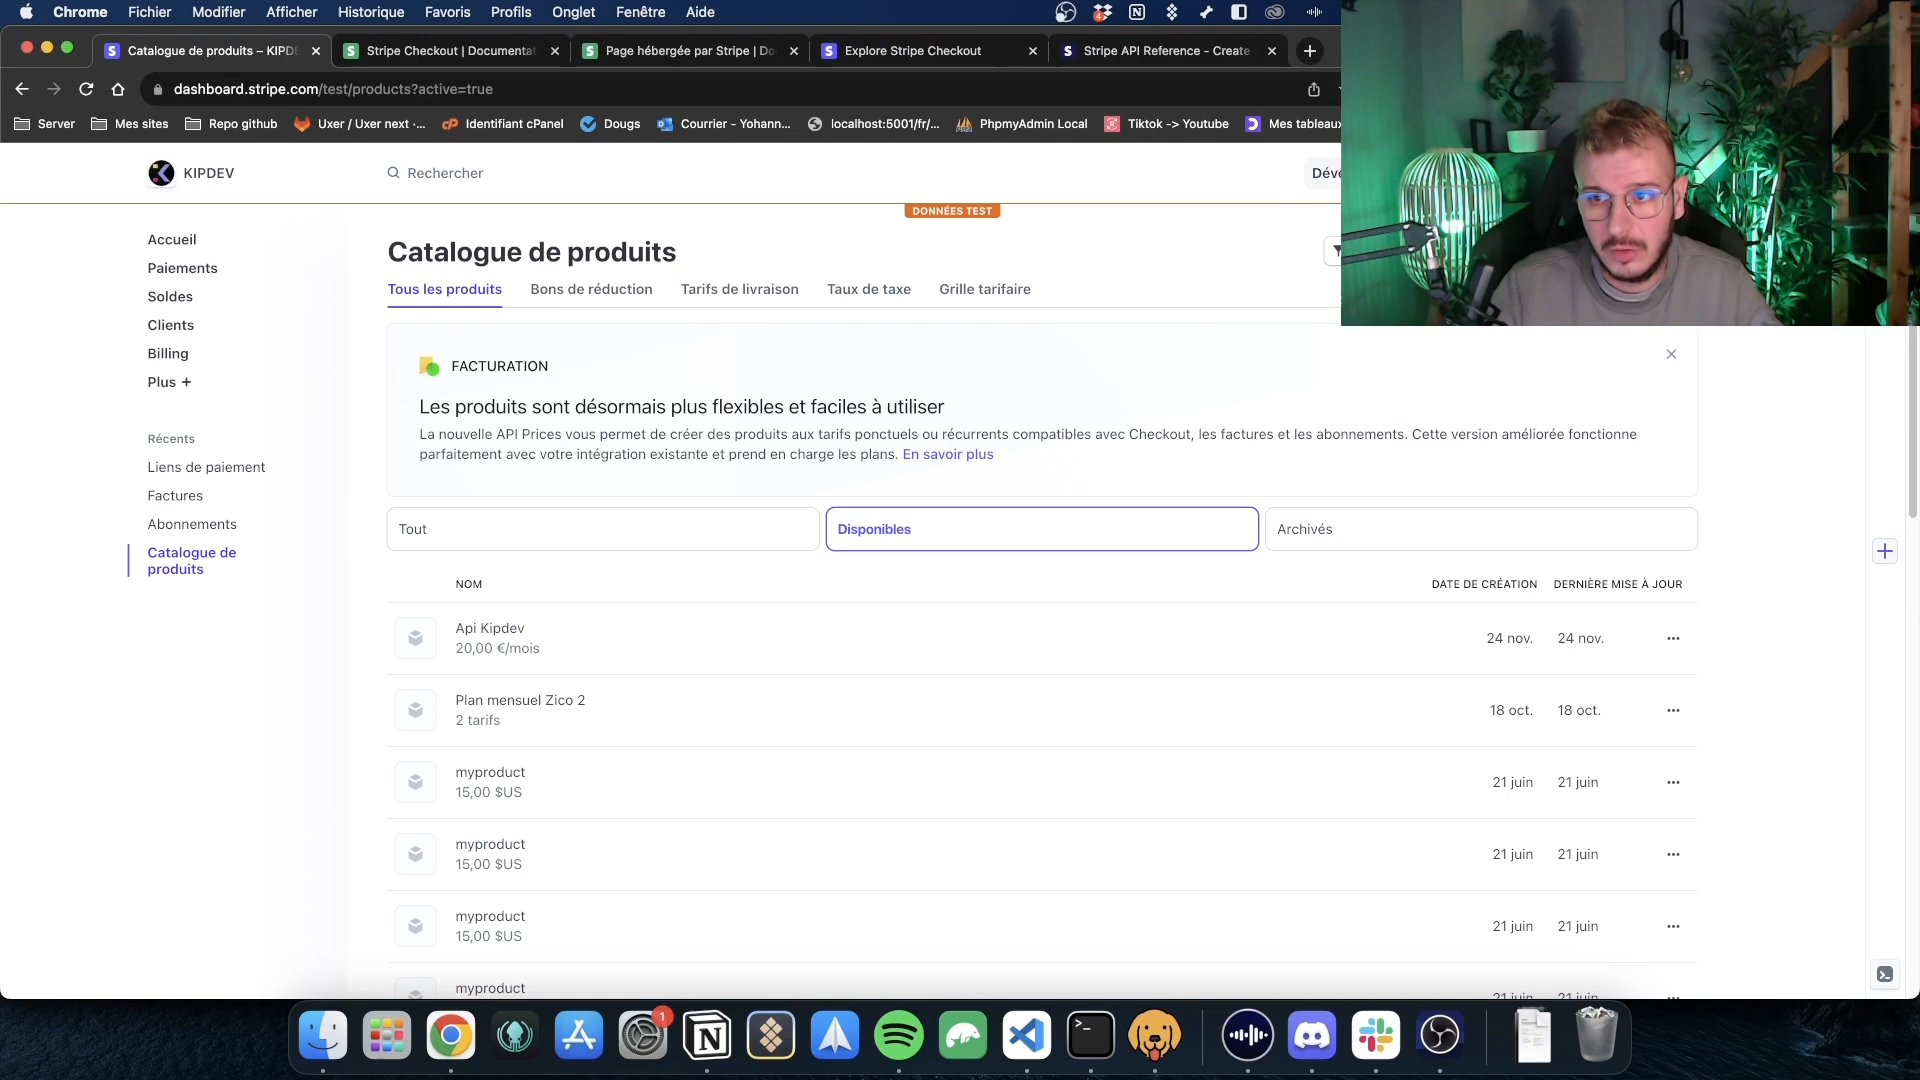 Chrome Fichier Modifier Afficher Historique Favoris Profils Onglet Fenêtre Aide
Catalogue de produits – KIPDE
Stripe Checkout | Documentat
Page hébergée par Stripe | Do
Explore Stripe Checkout
Stripe API Reference - Create
dashboard.stripe.com/test/products?active=true
Server
Mes sites
Repo github
Uxer / Uxer next -...
Identifiant cPanel
Dougs
Courrier - Yohann...
localhost:5001/fr/...
PhpmyAdmin Local
Tiktok -> Youtube
Mes tableaux
KIPDEV
Rechercher
Déve
DONNÉES TEST
Accueil
Paiements
Soldes
Clients
Billing
Plus +
Récents
Liens de paiement
Factures
Abonnements
Catalogue de
produits
Catalogue de produits
Tous les produits
Bons de réduction
Tarifs de livraison
Taux de taxe
Grille tarifaire
FACTURATION
Les produits sont désormais plus flexibles et faciles à utiliser
La nouvelle API Prices vous permet de créer des produits aux tarifs ponctuels ou récurrents compatibles avec Checkout, les factures et les abonnements. Cette version améliorée fonctionne
parfaitement avec votre intégration existante et prend en charge les plans. En savoir plus
Tout
Disponibles
Archivés
NOM
DATE DE CRÉATION
DERNIÈRE MISE À JOUR
Api Kipdev
20,00 €/mois
24 nov.
24 nov.
Plan mensuel Zico 2
2 tarifs
18 oct.
18 oct.
myproduct
15,00 $US
21 juin
21 juin
myproduct
15,00 $US
21 juin
21 juin
myproduct
15,00 $US
21 juin
21 juin
myproduct
21 juin
21 juin
1